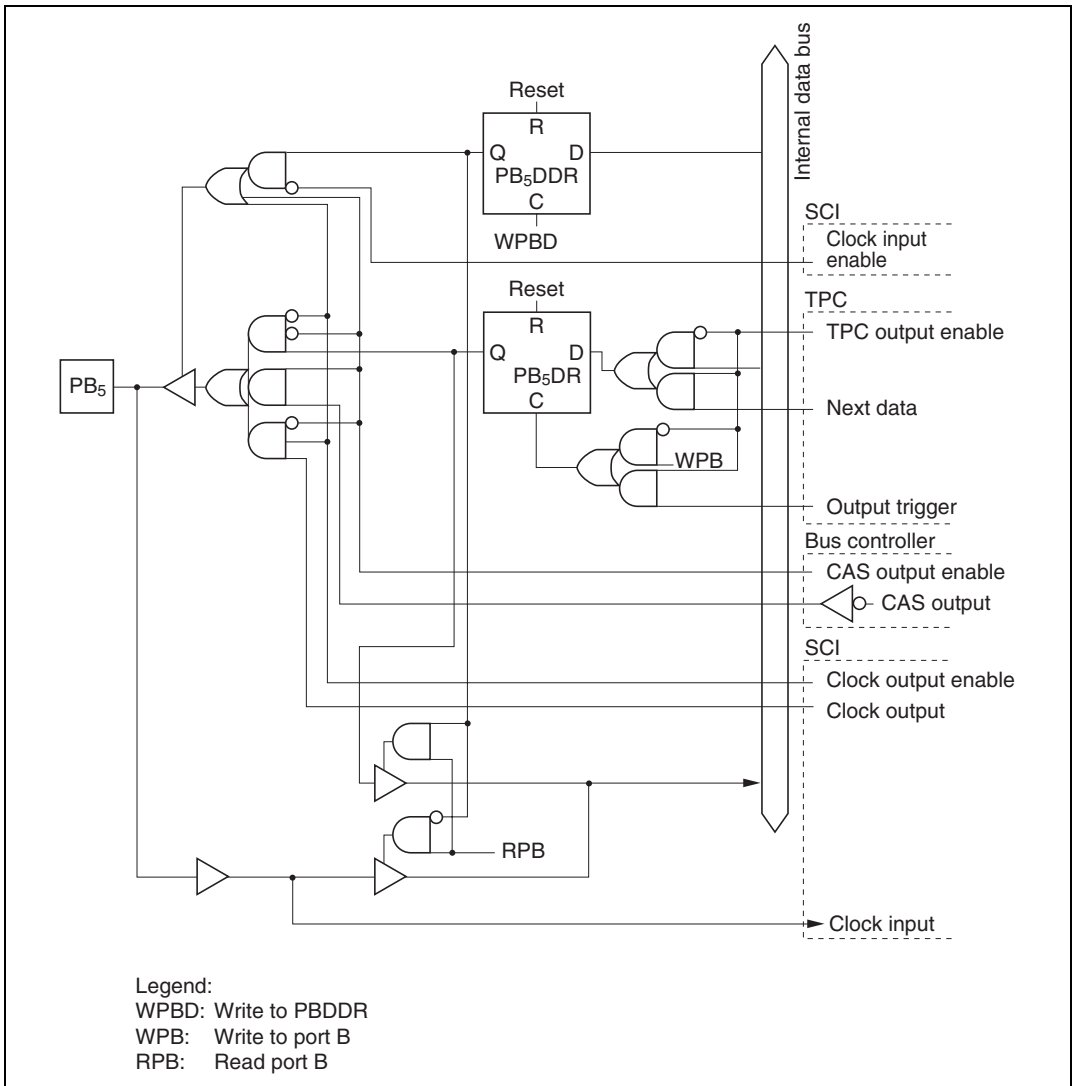 Reset
R
Q D
PB5DDR
C
WPBD
Internal data bus
SCI
Clock input
enable
Reset
R
Q D
PB5DR
C
TPC
TPC output enable
Next data
WPB
Output trigger
PB5
Bus controller
CAS output enable
CAS output
SCI
Clock output enable
Clock output
RPB
Clock input
Legend:
WPBD: Write to PBDDR
WPB: Write to port B
RPB: Read port B